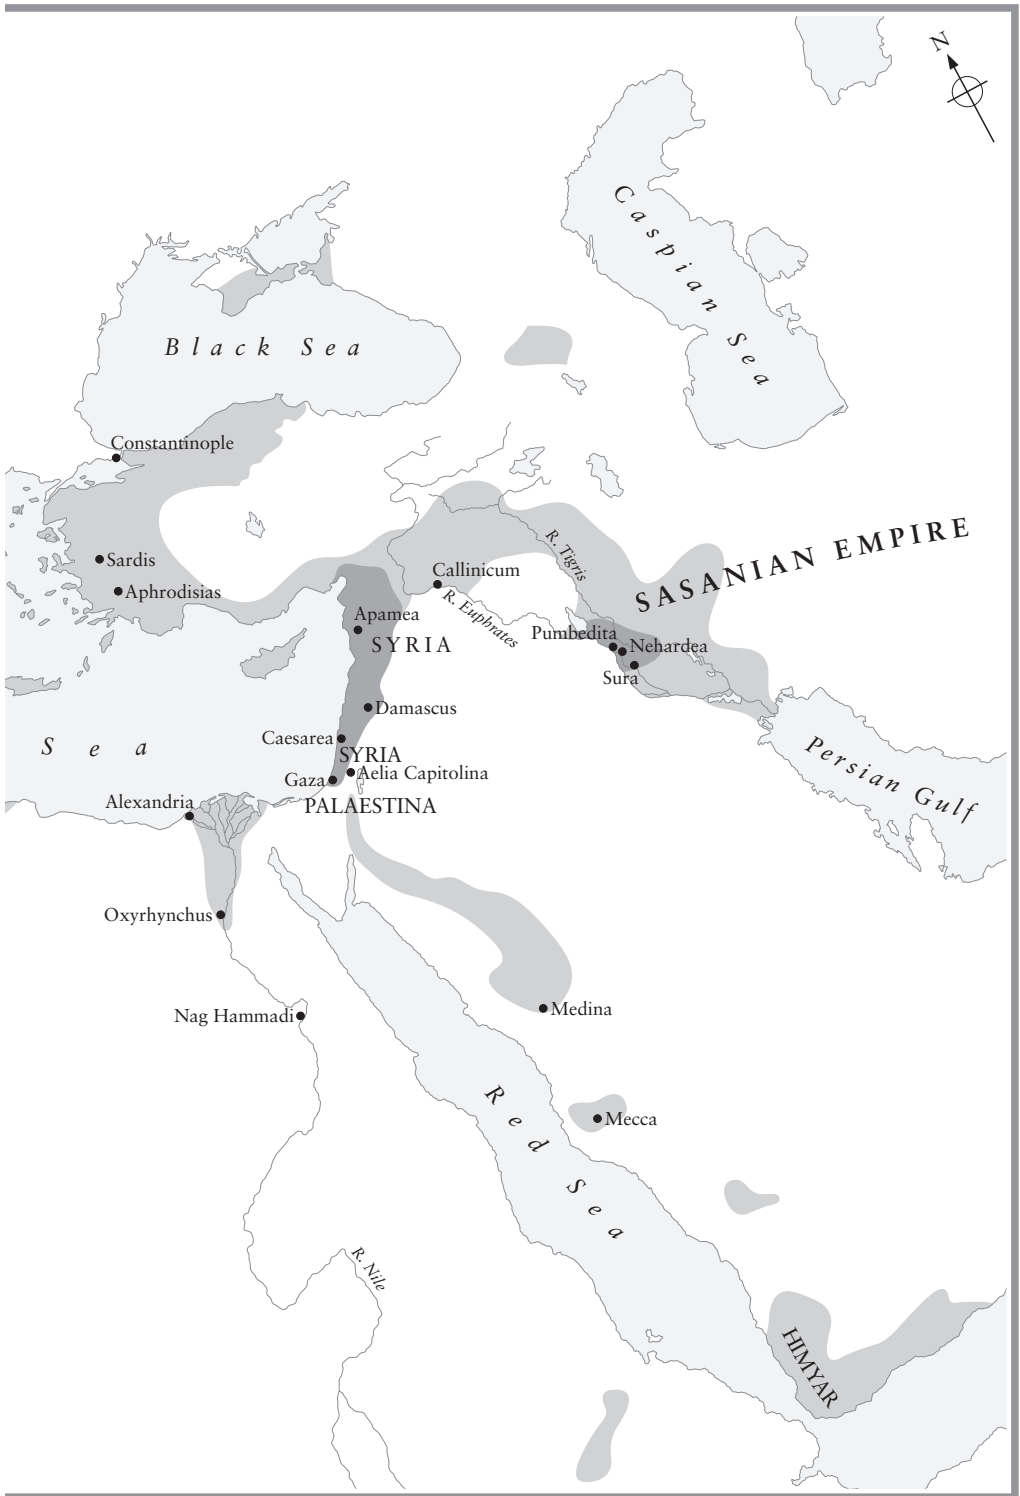 N
Caspian Sea
Black Sea
Constantinople
SASANIAN EMPIRE
R. Tigris
Sardis
Callinicum
Aphrodisias
R. Euphrates
Apamea
SYRIA
Pumbedita
Nehardea
Sura
Damascus
Caesarea
Sea
SYRIA
Persian Gulf
Gaza
Aelia Capitolina
Alexandria
PALAESTINA
Oxyrhynchus
Medina
Nag Hammadi
Red Sea
Mecca
R. Nile
HIMYAR